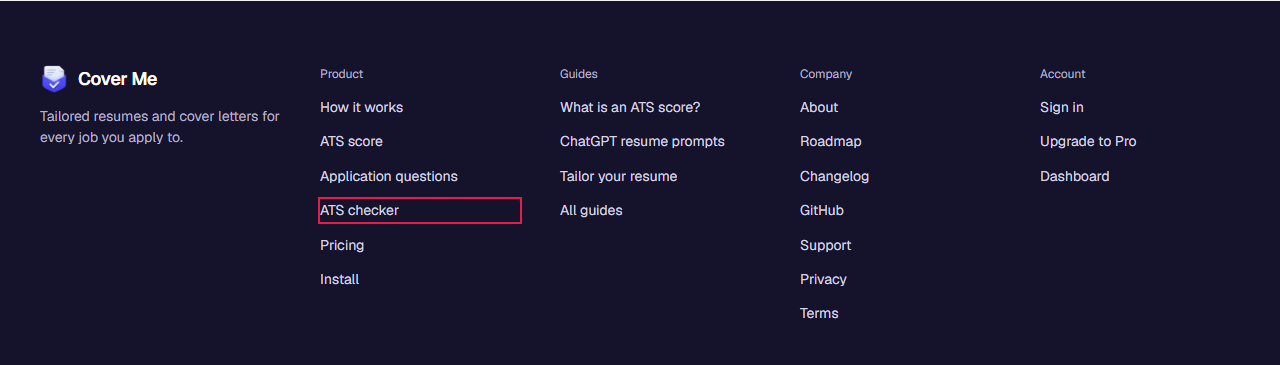 Cover Me
Tailored resumes and cover letters for
every job you apply to.
Product
How it works
ATS score
Application questions
ATS checker
Pricing
Install
Guides
What is an ATS score?
ChatGPT resume prompts
Tailor your resume
All guides
Company
About
Roadmap
Changelog
GitHub
Support
Privacy
Terms
Account
Sign in
Upgrade to Pro
Dashboard